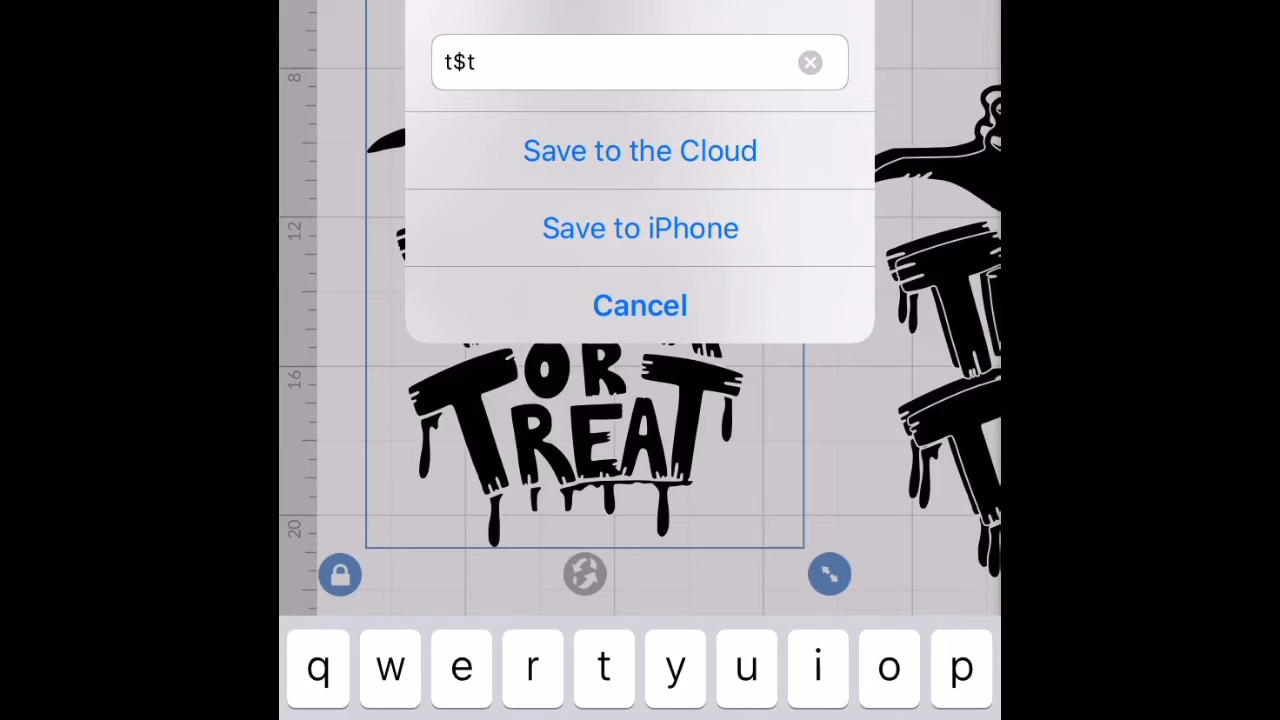 t$t
8
Save to the Cloud
12
Save to iPhone
Cancel
16
OR
TREAT
20
q w e r t y u i o p